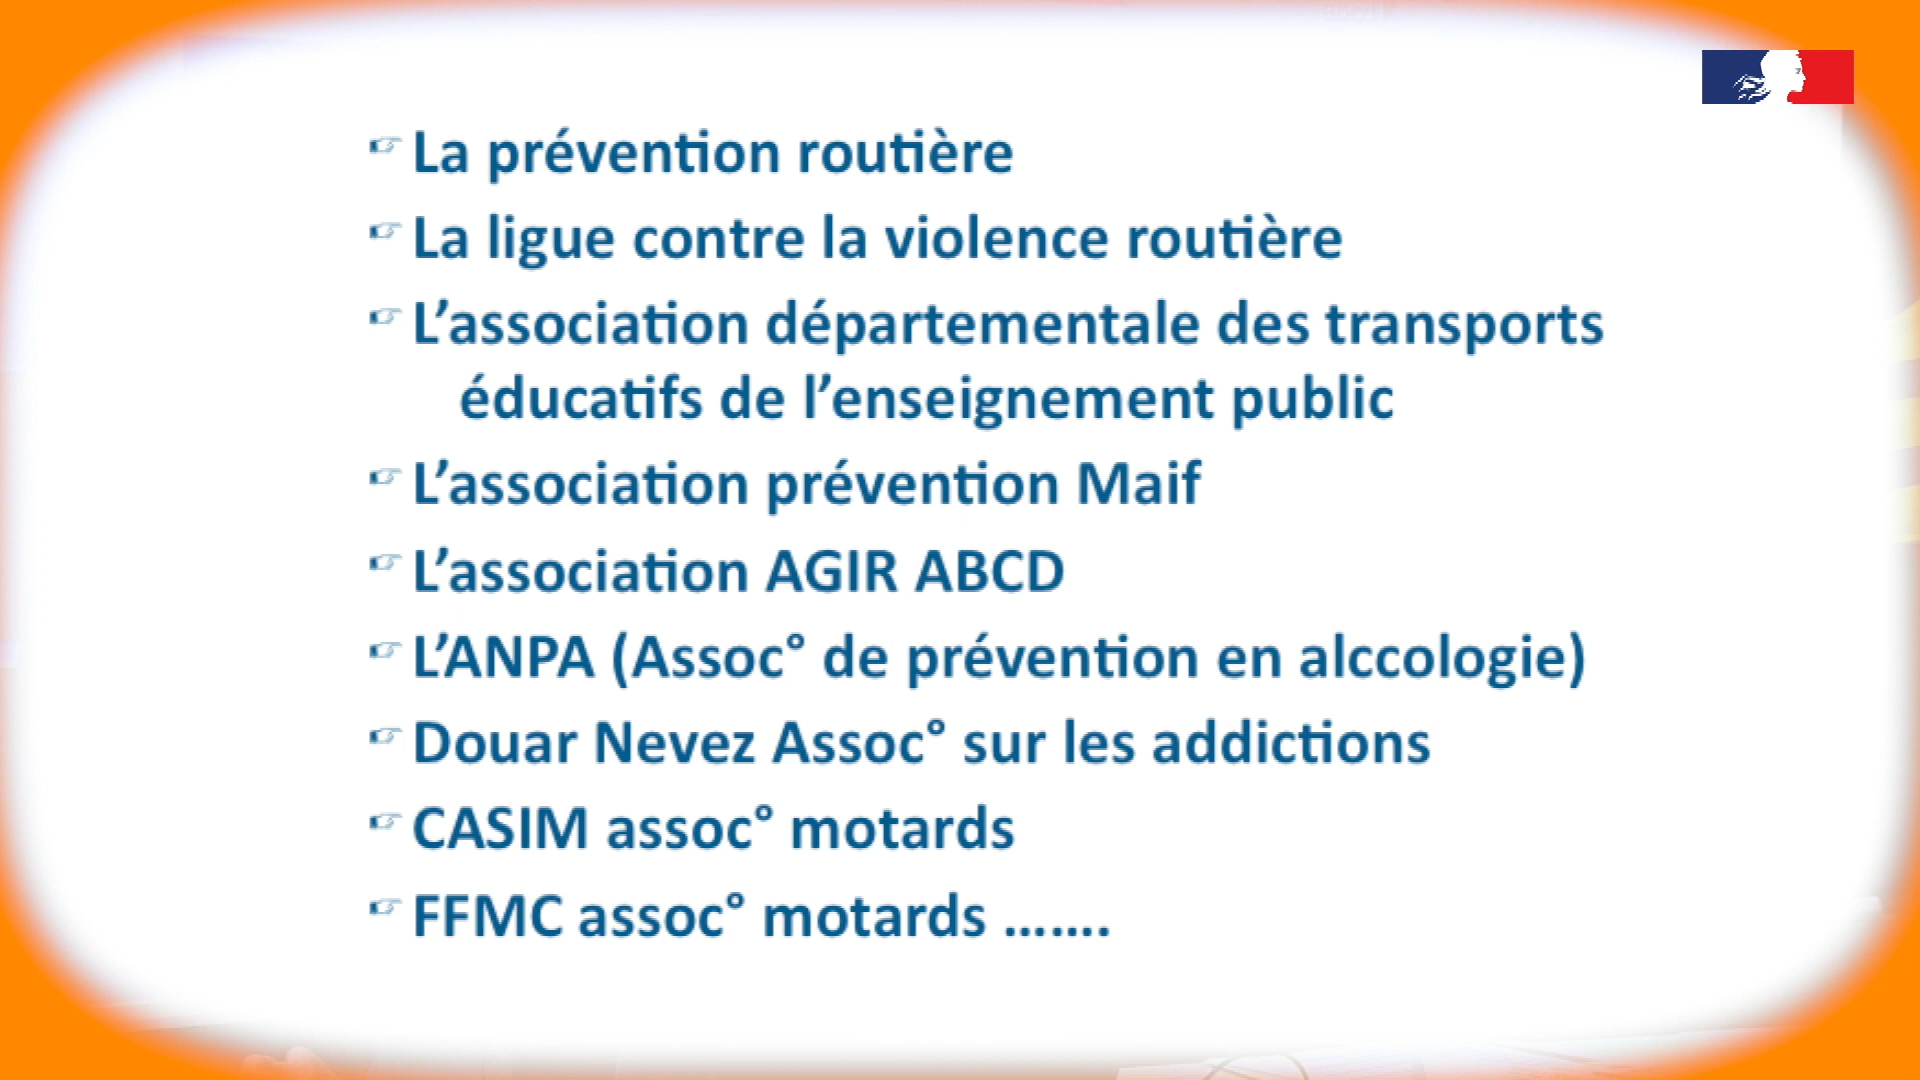 ☞ La prévention routière
☞ La ligue contre la violence routière
☞ L’association départementale des transports
éducatifs de l’enseignement public
☞ L’association prévention Maif
☞ L’association AGIR ABCD
☞ L’ANPA (Assoc° de prévention en alccologie)
☞ Douar Nevez Assoc° sur les addictions
☞ CASIM assoc° motards
☞ FFMC assoc° motards …….